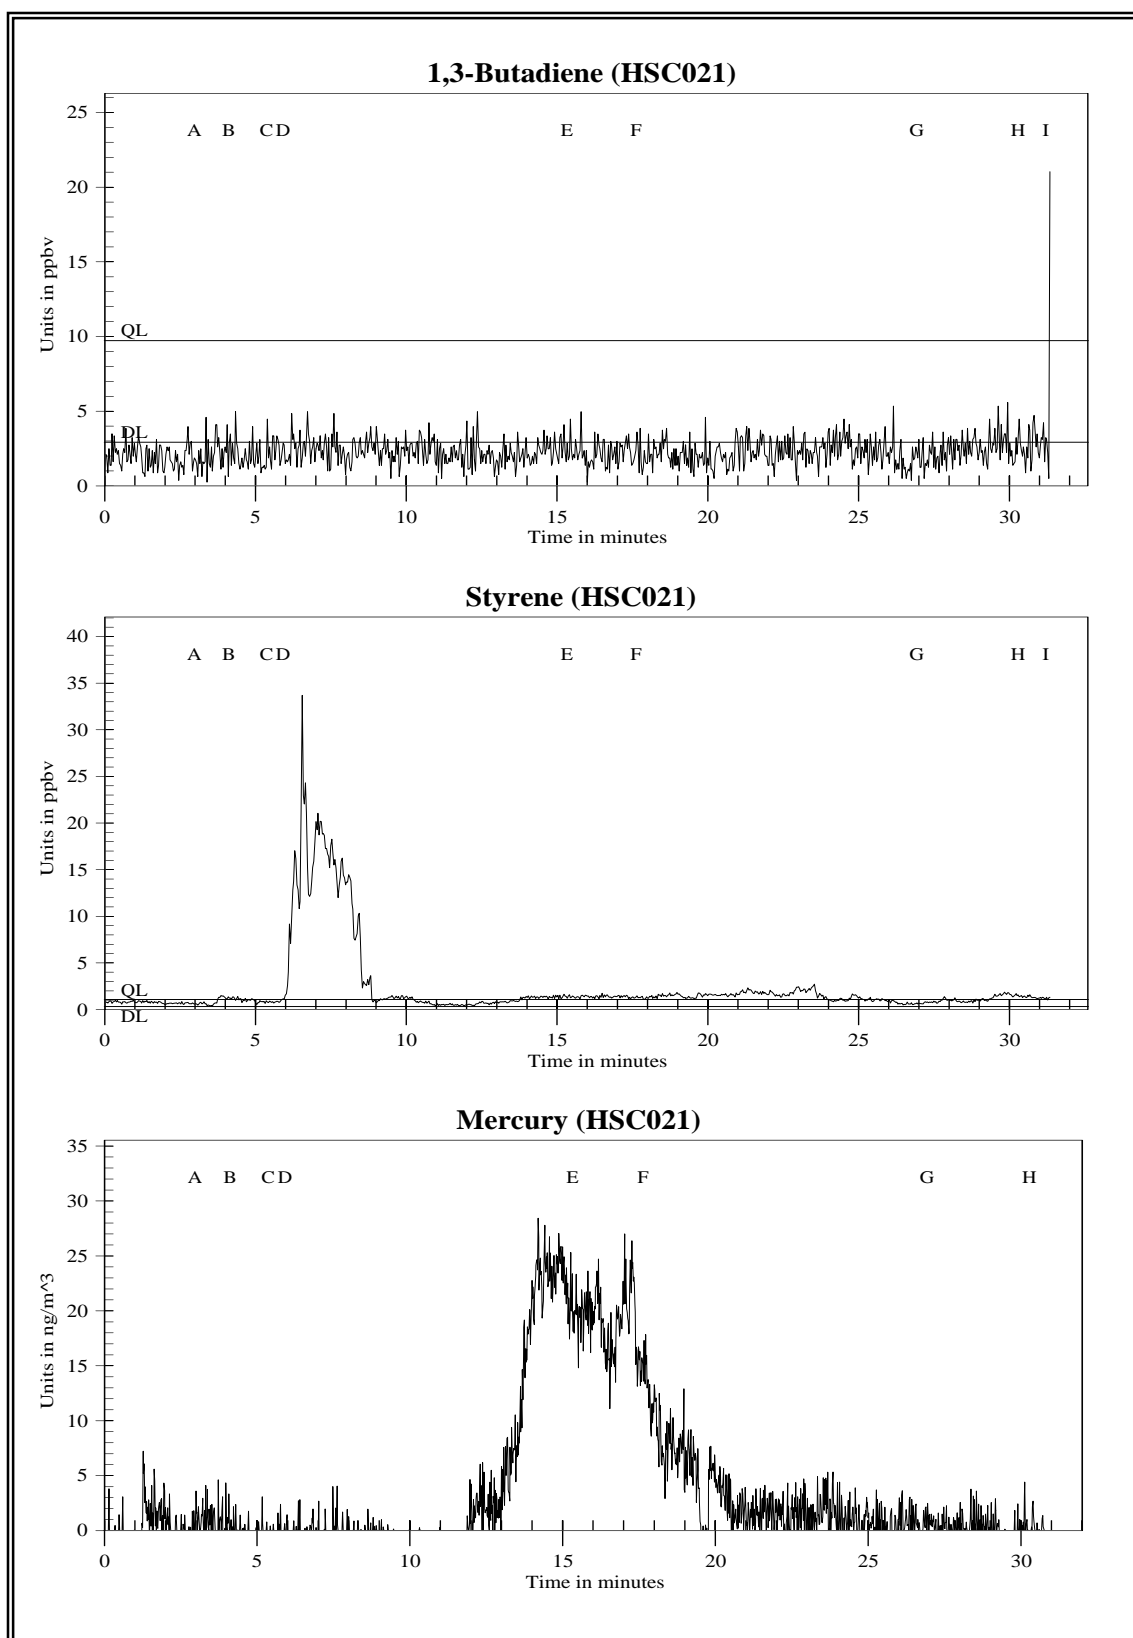 1,3-Butadiene (HSC021)
25
A B C D E F G H I
20
15
Units in ppbv
QL
10
5
DL
0
0 5 10 15 20 25 30
Time in minutes
Styrene (HSC021)
40
A B C D E F G H I
35
30
25
Units in ppbv
20
15
10
5
QL
0
DL
0 5 10 15 20 25 30
Time in minutes
Mercury (HSC021)
35
A B C D E F G H
30
25
Units in ng/m^3
20
15
10
5
0
0 5 10 15 20 25 30
Time in minutes